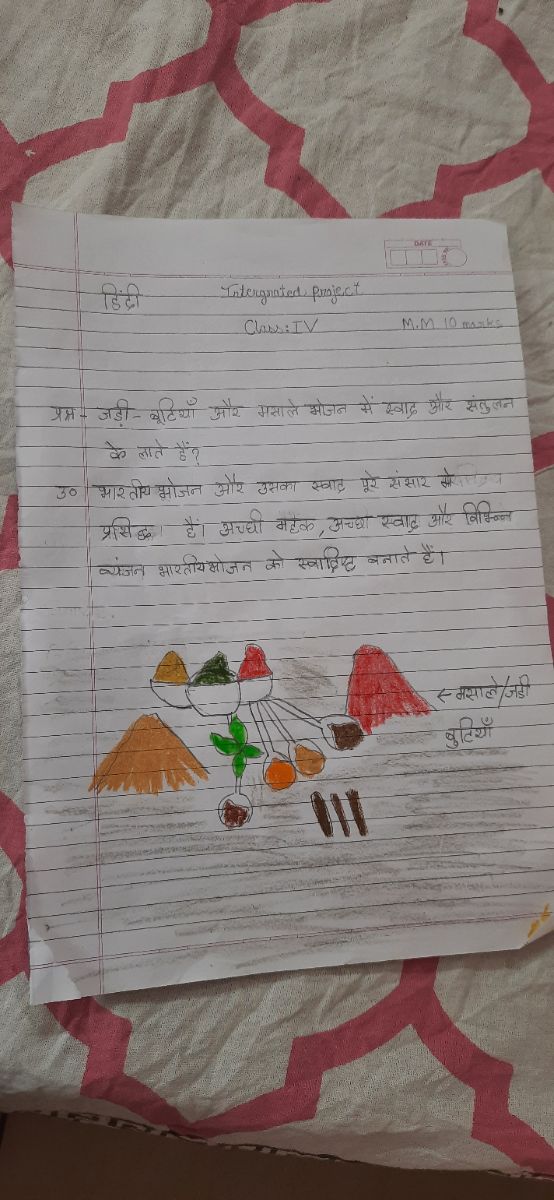 DATE
हिंदी Intergrated project
Class: IV M.M 10 marks
प्रश्न - जड़ी - बूटियाँ और मसाले भोजन में स्वाद और संतुलन
के लाते हैं?
उ० भारतीय भोजन और उसका स्वाद पूरे संसार मे
प्रसिद्ध हैं। अच्छी महक, अच्छा स्वाद और विभिन्न
व्यंजन भारतीय भोजन को स्वादिष्ट बनाते हैं।
← मसाले/जड़ी
बुटियाँ